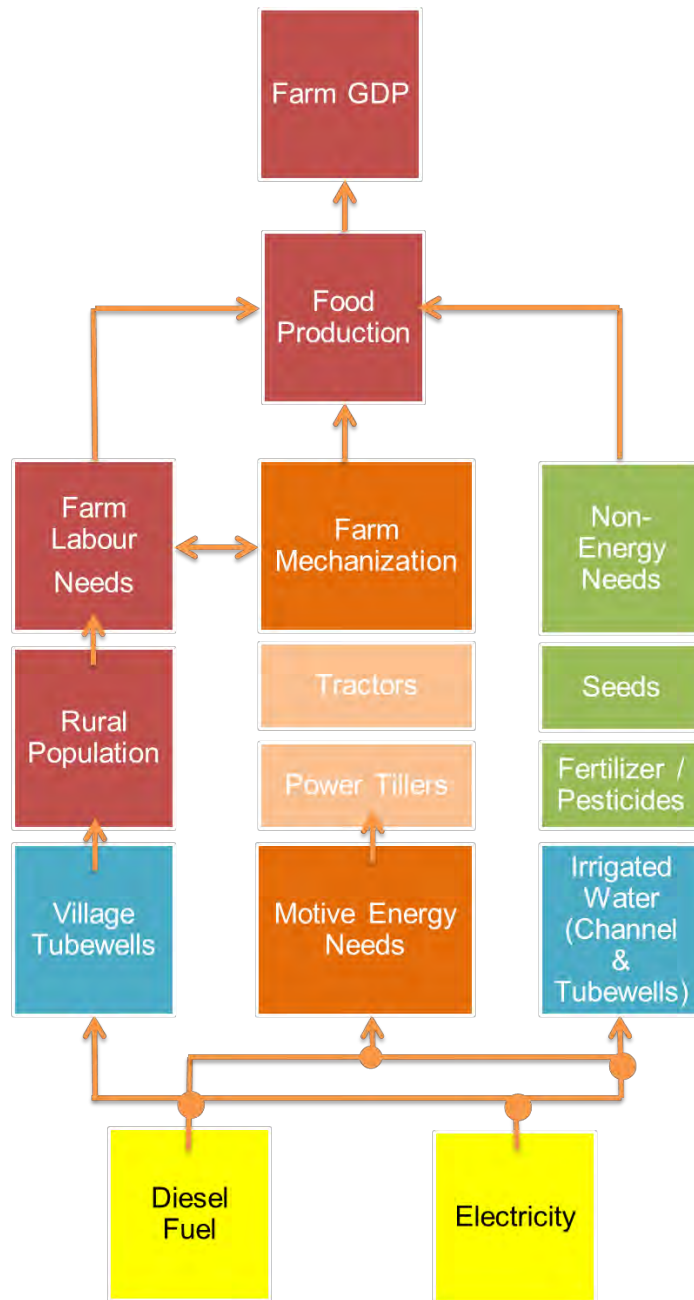 Farm GDP
Food
Production
Farm
Labour
Needs
Farm
Mechanization
Non-
Energy
Needs
Tractors
Seeds
Rural
Population
Power Tillers
Fertilizer /
Pesticides
Village
Tubewells
Motive Energy
Needs
Irrigated
Water
(Channel
&
Tubewells)
Diesel
Fuel
Electricity